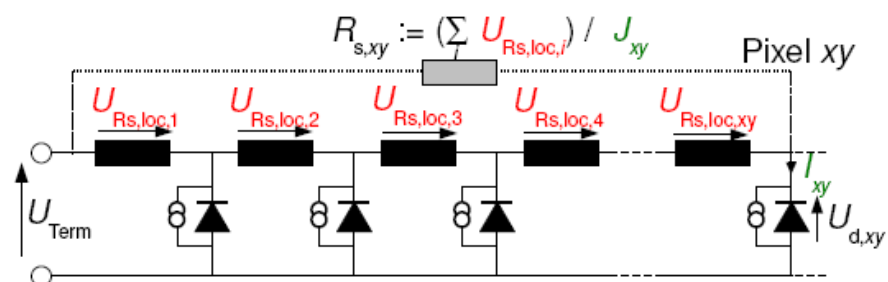 R_s,xy := (∑_i U_Rs,loc,i) / J_xy
Pixel xy
U_Rs,loc,1 U_Rs,loc,2 U_Rs,loc,3 U_Rs,loc,4 U_Rs,loc,xy
I_xy
U_Term
U_d,xy